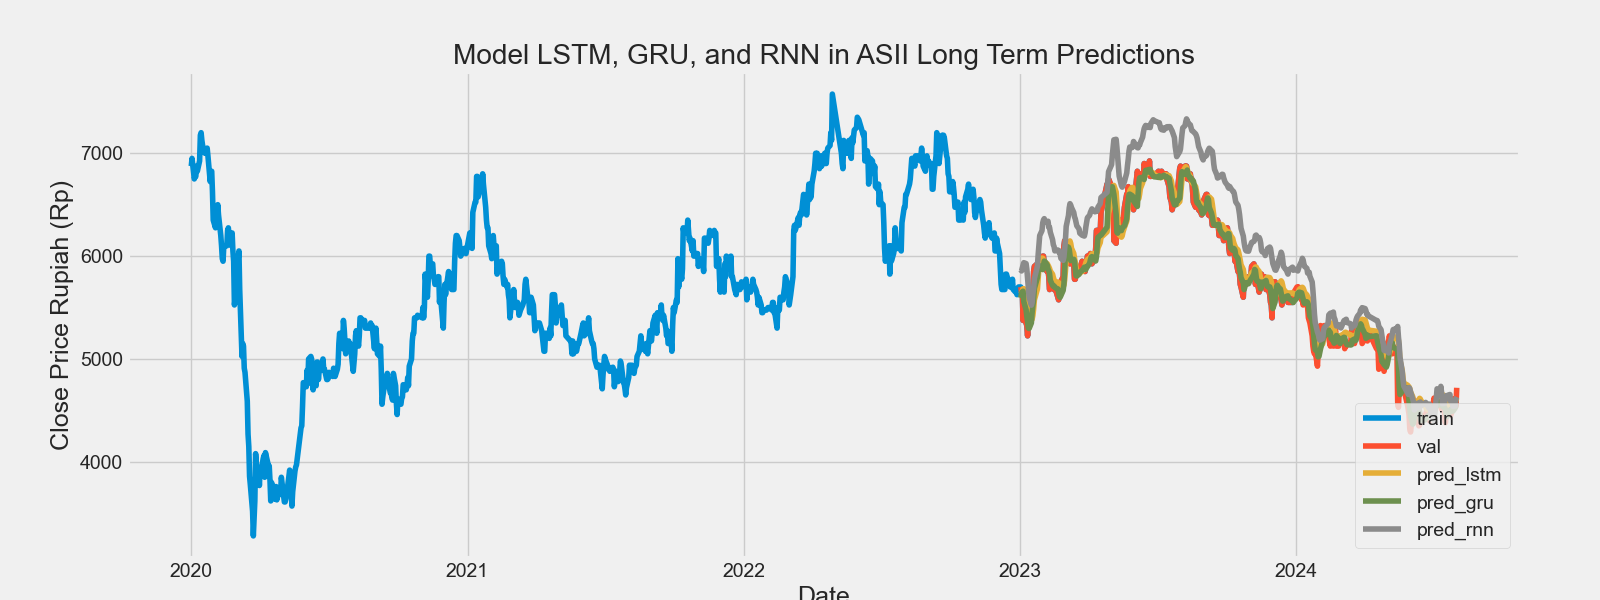 Model LSTM, GRU, and RNN in ASII Long Term Predictions
Close Price Rupiah (Rp)
7000
6000
5000
4000
2020
2021
2022
2023
2024
Date
train
val
pred_lstm
pred_gru
pred_rnn